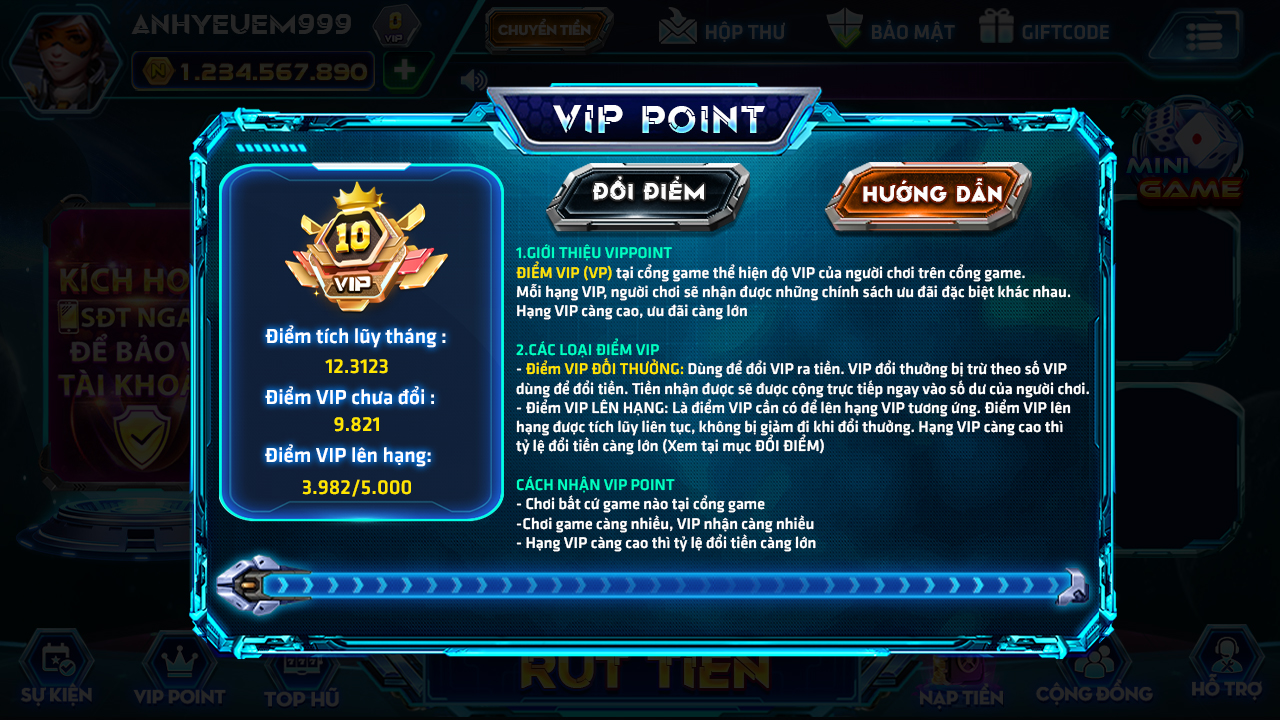 ANHYEUEM999
0
VIP
N
1.234.567.890
CHUYỂN TIỀN
HỘP THƯ
BẢO MẬT
GIFTCODE
VIP POINT
MINI
GAME
10
VIP
Điểm tích lũy tháng :
12.3123
Điểm VIP chưa đổi :
9.821
Điểm VIP lên hạng:
3.982/5.000
ĐỔI ĐIỂM
HƯỚNG DẪN
1.GIỚI THIỆU VIPPOINT
ĐIỂM VIP (VP) tại cổng game thể hiện độ VIP của người chơi trên cổng game.
Mỗi hạng VIP, người chơi sẽ nhận được những chính sách ưu đãi đặc biệt khác nhau.
Hạng VIP càng cao, ưu đãi càng lớn
2.CÁC LOẠI ĐIỂM VIP
- Điểm VIP ĐỔI THƯỞNG: Dùng để đổi VIP ra tiền. VIP đổi thưởng bị trừ theo số VIP
dùng để đổi tiền. Tiền nhận được sẽ được cộng trực tiếp ngay vào số dư của người chơi.
- Điểm VIP LÊN HẠNG: Là điểm VIP cần có để lên hạng VIP tương ứng. Điểm VIP lên
hạng được tích lũy liên tục, không bị giảm đi khi đổi thưởng. Hạng VIP càng cao thì
tỷ lệ đổi tiền càng lớn (Xem tại mục ĐỔI ĐIỂM)
CÁCH NHẬN VIP POINT
- Chơi bất cứ game nào tại cổng game
-Chơi game càng nhiều, VIP nhận càng nhiều
- Hạng VIP càng cao thì tỷ lệ đổi tiền càng lớn
KÍCH HO
SĐT NGA
ĐỂ BẢO V
TÀI KHOẢ
SỰ KIỆN
VIP POINT
777
TOP HŨ
RÚT TIỀN
NẠP TIỀN
CỘNG ĐỒNG
HỖ TRỢ